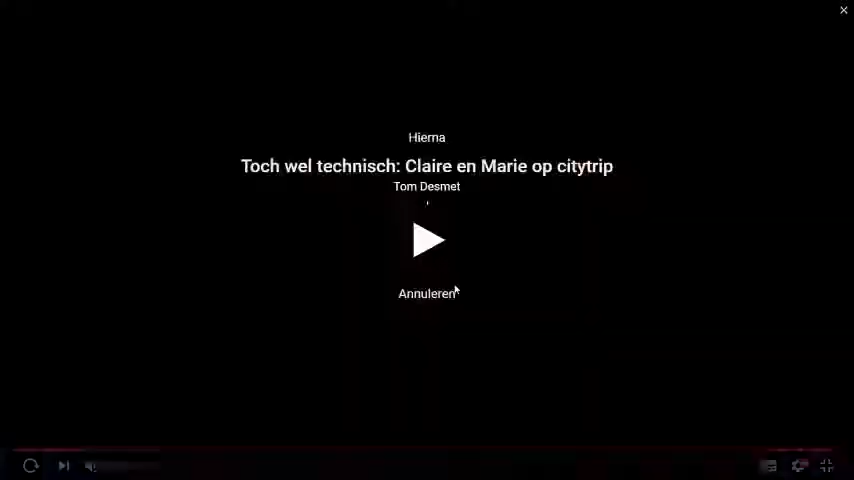 Hierna
Toch wel technisch: Claire en Marie op citytrip
Tom Desmet
Annuleren